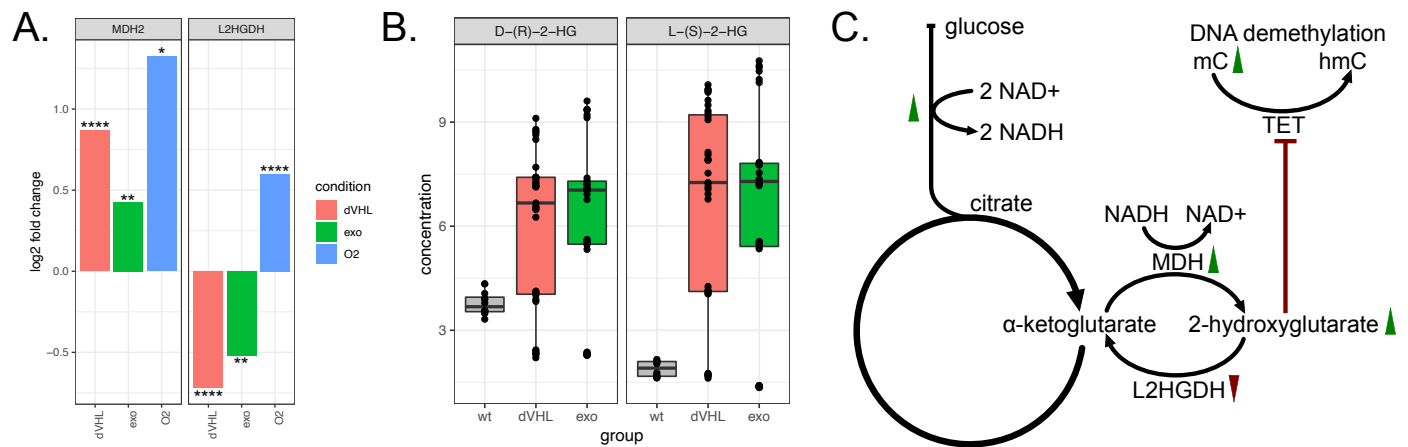 A.
MDH2 L2HGDH
****
**
*
****
**
****
1.0
0.5
0.0
−0.5
log2 fold change
dVHL exo O2 dVHL exo O2
condition
dVHL
exo
O2
B.
D−(R)−2−HG L−(S)−2−HG
9
6
3
concentration
wt dVHL exo wt dVHL exo
group
C.
glucose
2 NAD+
2 NADH
citrate
DNA demethylation
mC hmC
TET
NADH NAD+
MDH
α-ketoglutarate 2-hydroxyglutarate
L2HGDH